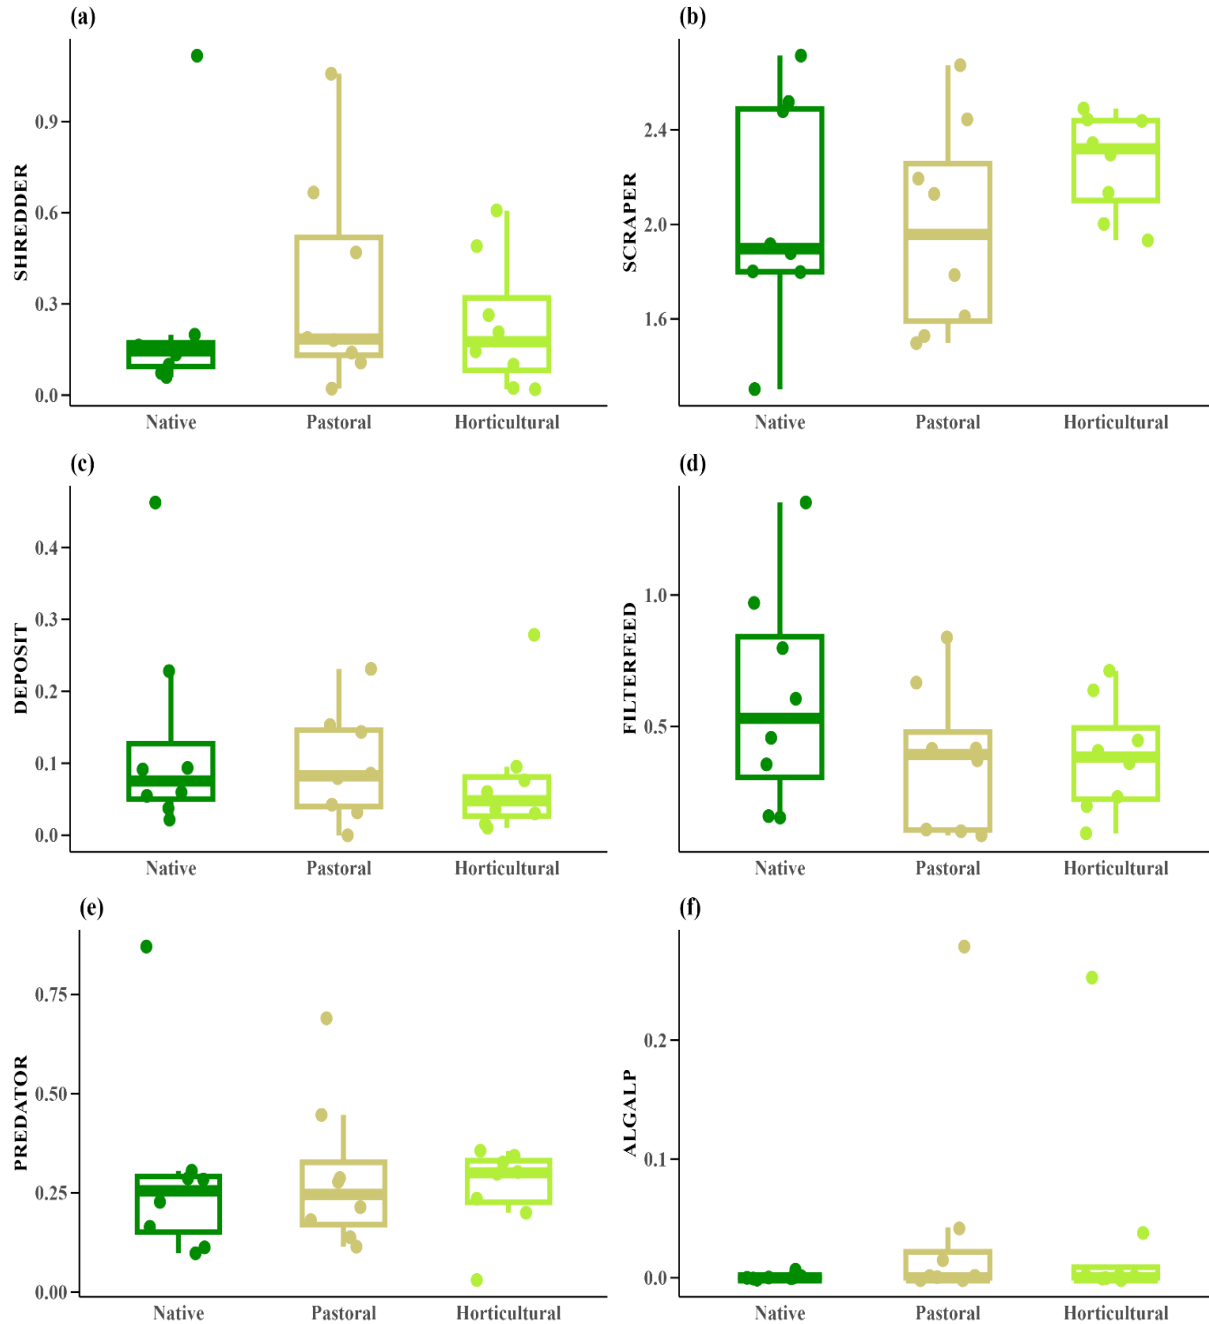 (a)
SHREDDER
0.9
0.6
0.3
0.0
Native Pastoral Horticultural
(b)
SCRAPER
2.4
2.0
1.6
Native Pastoral Horticultural
(c)
DEPOSIT
0.4
0.3
0.2
0.1
0.0
Native Pastoral Horticultural
(d)
FILTERFEED
1.0
0.5
Native Pastoral Horticultural
(e)
PREDATOR
0.75
0.50
0.25
0.00
Native Pastoral Horticultural
(f)
ALGALP
0.2
0.1
0.0
Native Pastoral Horticultural